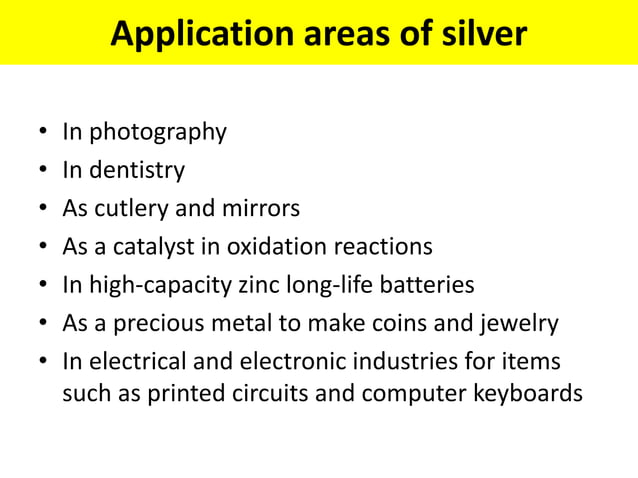 Application areas of silver
• In photography
• In dentistry
• As cutlery and mirrors
• As a catalyst in oxidation reactions
• In high-capacity zinc long-life batteries
• As a precious metal to make coins and jewelry
• In electrical and electronic industries for items
such as printed circuits and computer keyboards